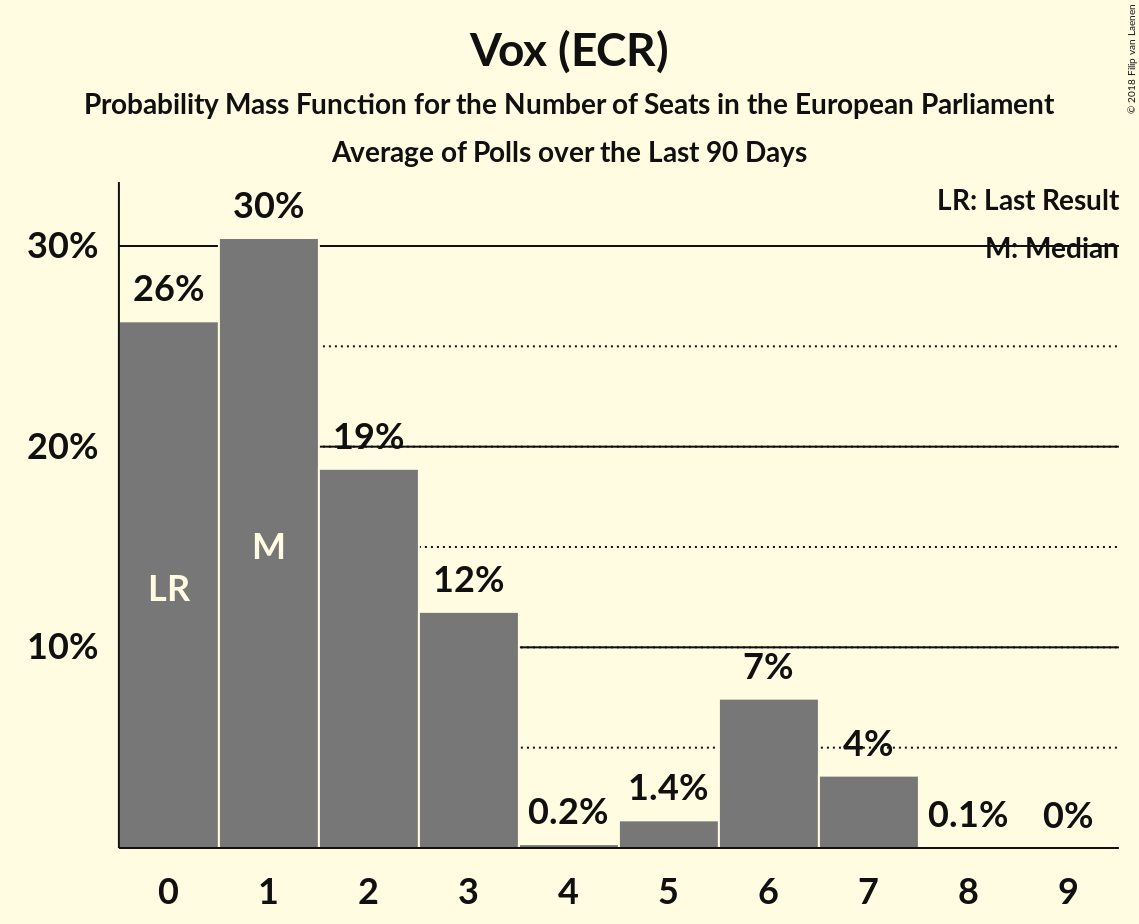 Vox (ECR)
Probability Mass Function for the Number of Seats in the European Parliament
Average of Polls over the Last 90 Days
© 2018 Filip van Laenen
LR: Last Result
M: Median
30%
20%
10%
26%
30%
19%
12%
0.2%
1.4%
7%
4%
0.1%
0%
LR
M
0 1 2 3 4 5 6 7 8 9